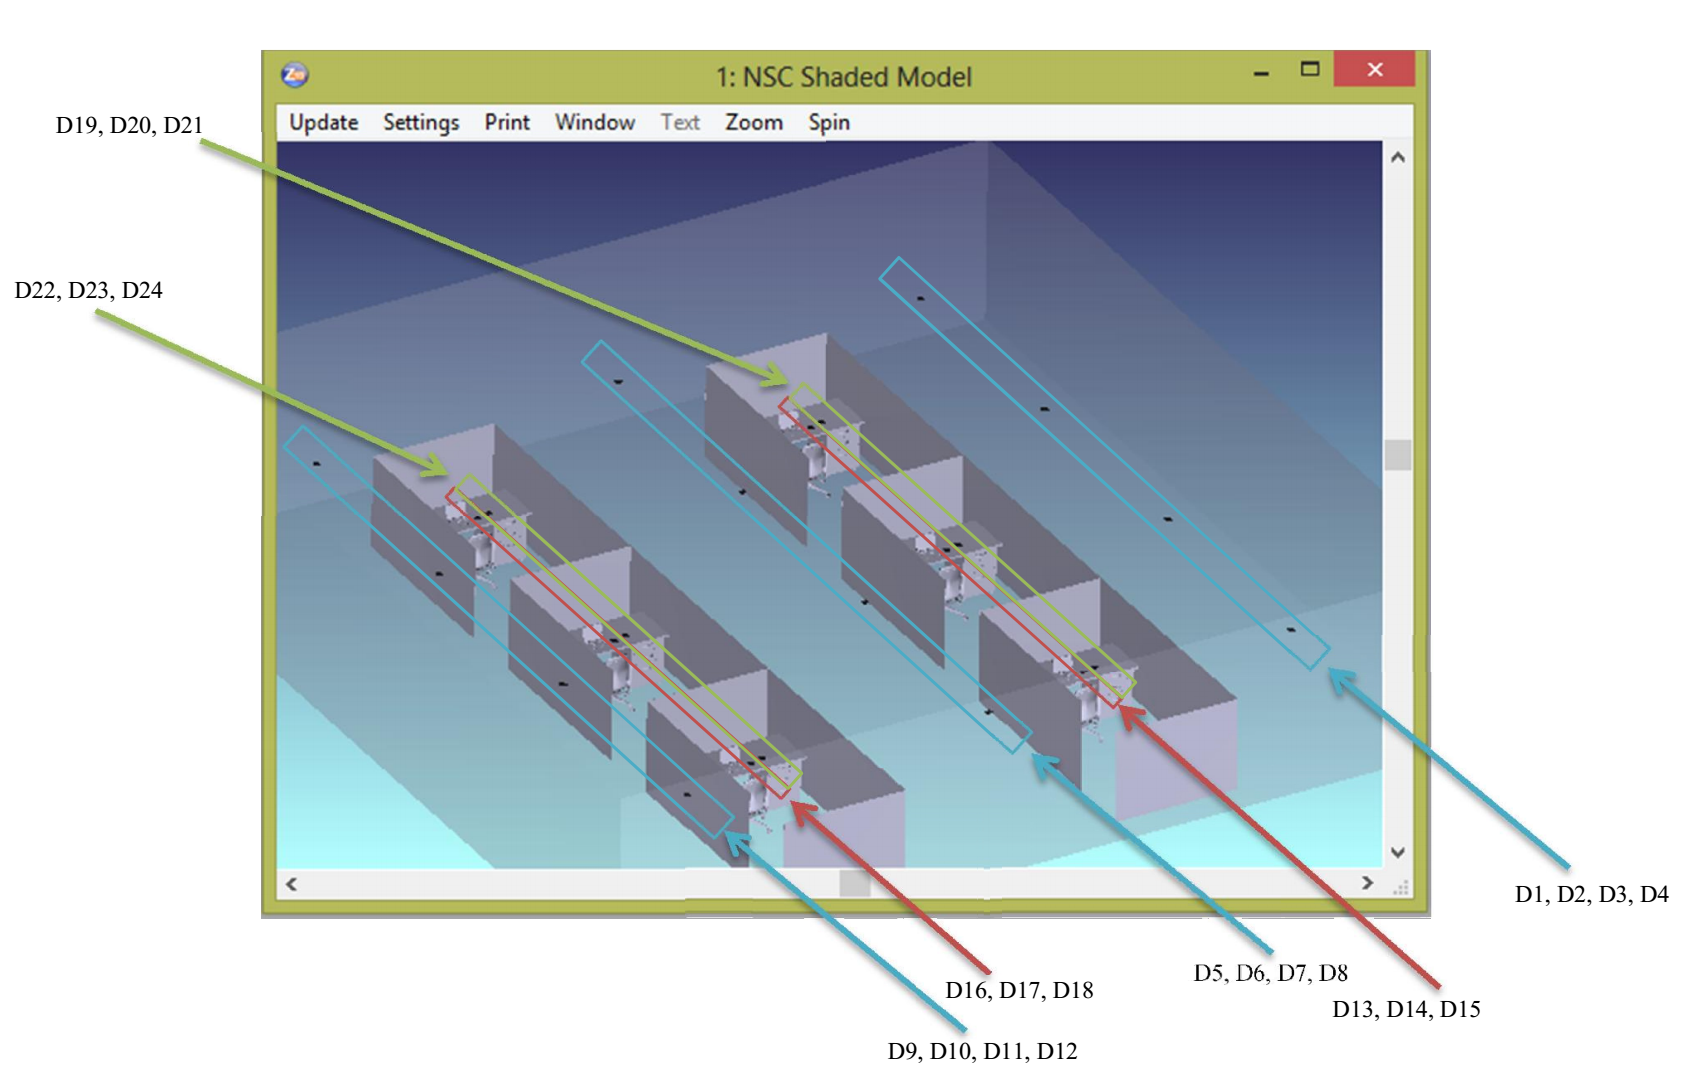 1: NSC Shaded Model
Update Settings Print Window Text Zoom Spin
D19, D20, D21
D22, D23, D24
D1, D2, D3, D4
D5, D6, D7, D8
D16, D17, D18
D13, D14, D15
D9, D10, D11, D12